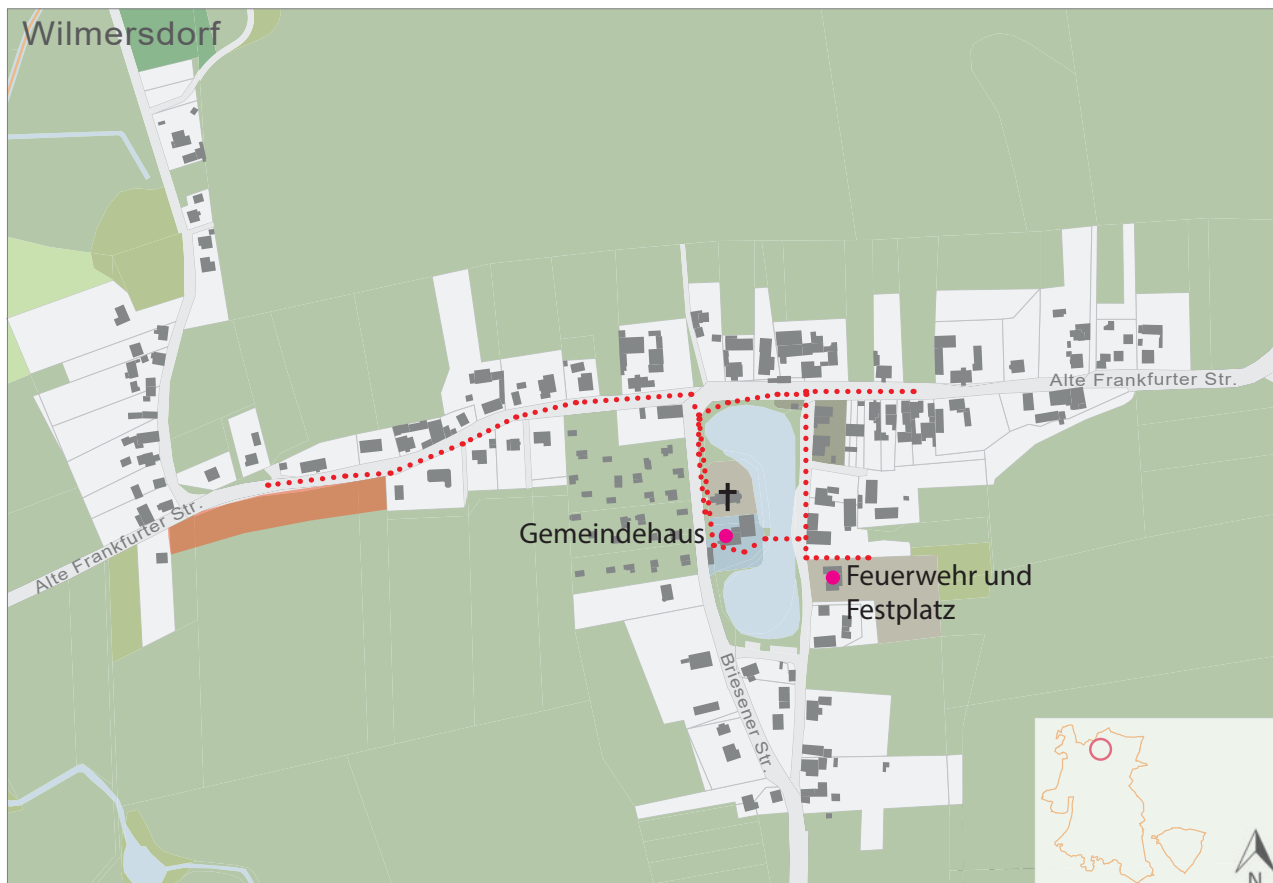 Wilmersdorf
Alte Frankfurter Str.
Gemeindehaus
Alte Frankfurter Str.
Feuerwehr und
Festplatz
Briesener Str.
N